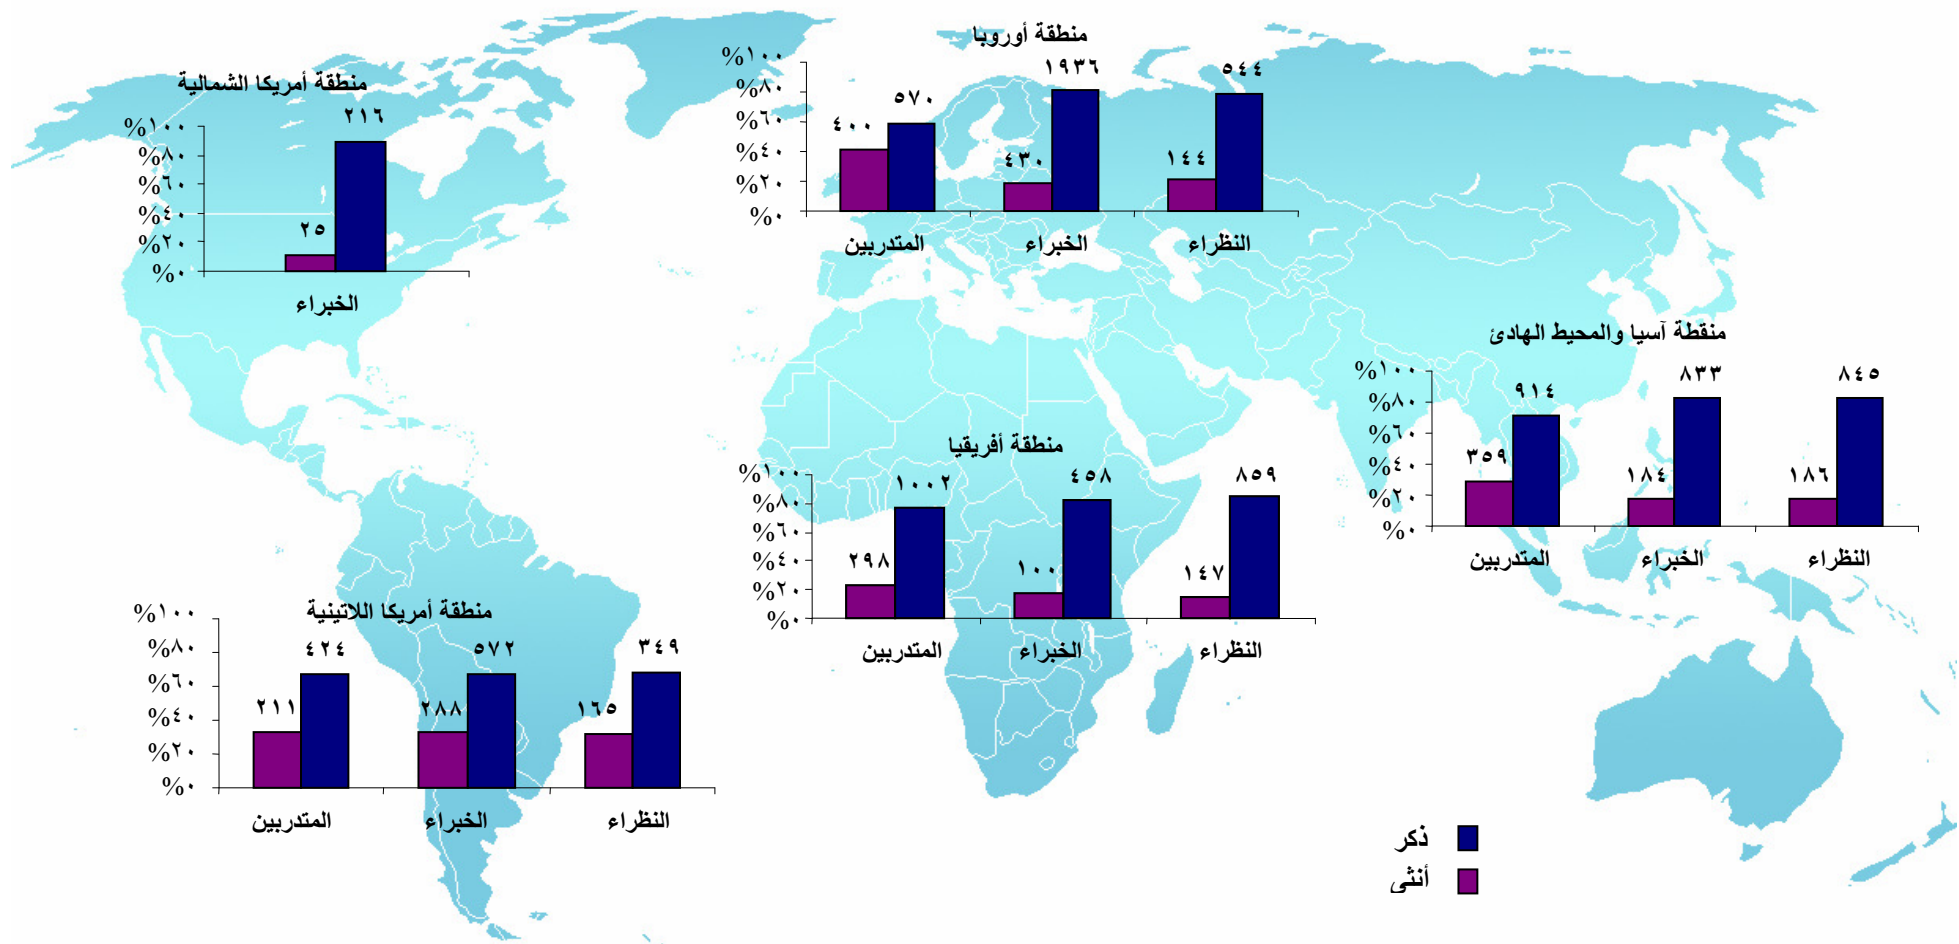 منطقة أوروبا
%١٠٠
%٨٠
%٦٠
%٤٠
%٢٠
%٠
٤٠٠
٥٧٠
٤٣٠
١٩٣٦
١٤٤
٥٤٤
المتدربين
الخبراء
النظراء
منطقة أمريكا الشمالية
%١٠٠
%٨٠
%٦٠
%٤٠
%٢٠
%٠
٢٥
٢١٦
الخبراء
منقطة آسيا والمحيط الهادئ
%١٠٠
%٨٠
%٦٠
%٤٠
%٢٠
%٠
٣٥٩
٩١٤
١٨٤
٨٣٣
١٨٦
٨٤٥
المتدربين
الخبراء
النظراء
منطقة أفريقيا
%١٠٠
%٨٠
%٦٠
%٤٠
%٢٠
%٠
٢٩٨
١٠٠٢
١٠٠
٤٥٨
١٤٧
٨٥٩
المتدربين
الخبراء
النظراء
منطقة أمريكا اللاتينية
%١٠٠
%٨٠
%٦٠
%٤٠
%٢٠
%٠
٢١١
٤٢٤
٢٨٨
٥٧٢
١٦٥
٣٤٩
المتدربين
الخبراء
النظراء
ذكر
أنثى